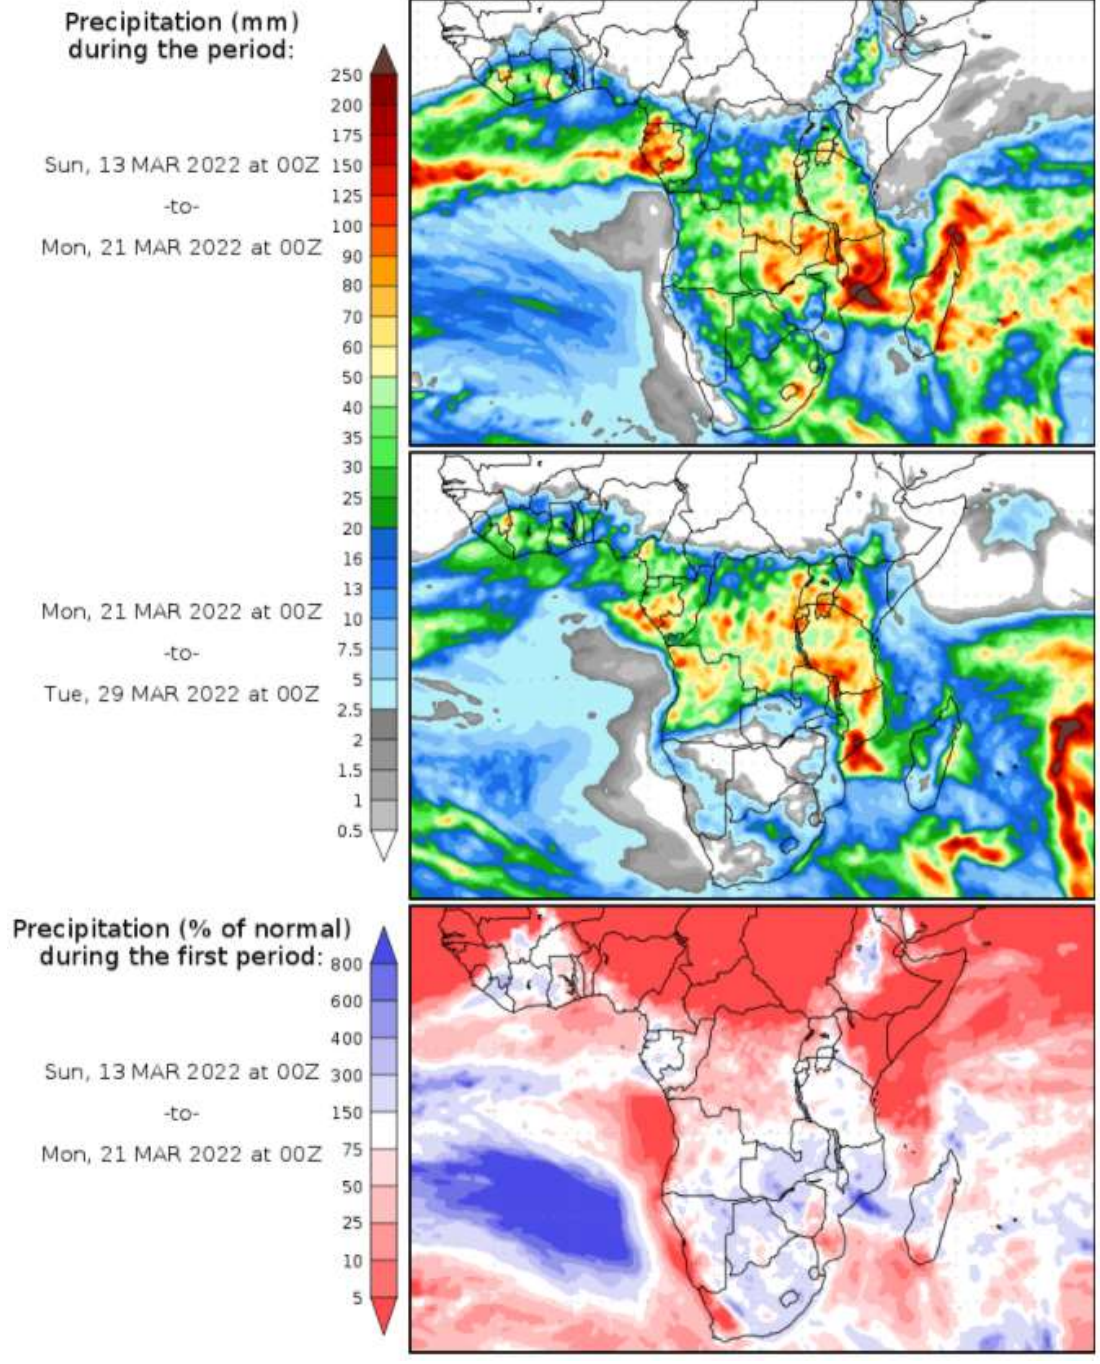 Precipitation (mm)
during the period:
250
200
175
150
125
100
90
80
70
60
50
40
35
30
25
20
16
13
10
7.5
5
2.5
2
1.5
1
0.5
Sun, 13 MAR 2022 at 00Z
-to-
Mon, 21 MAR 2022 at 00Z
Mon, 21 MAR 2022 at 00Z
-to-
Tue, 29 MAR 2022 at 00Z
Precipitation (% of normal)
during the first period:
800
600
400
300
150
75
50
25
10
5
Sun, 13 MAR 2022 at 00Z
-to-
Mon, 21 MAR 2022 at 00Z